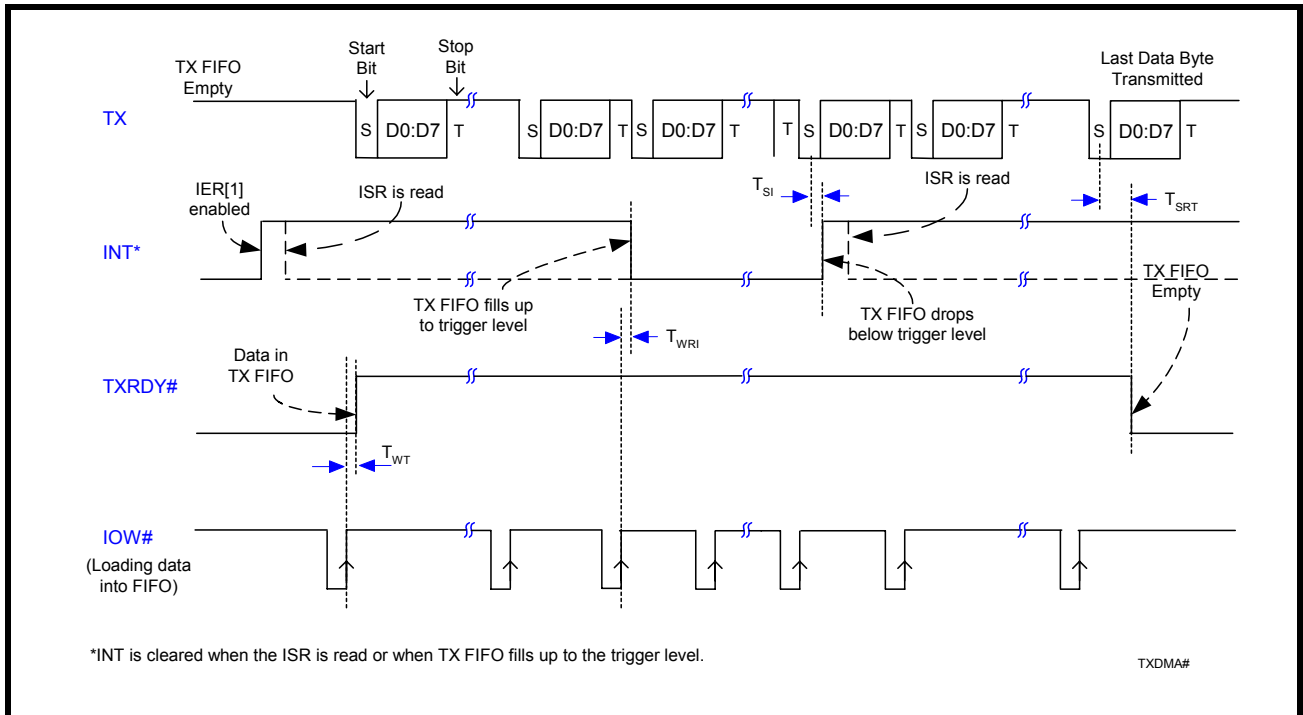 Start
Bit
Stop
Bit
TX FIFO
Empty
Last Data Byte
Transmitted
TX
S D0:D7 T S D0:D7 T S D0:D7 T T S D0:D7 T S D0:D7 T S D0:D7 T
IER[1]
enabled
ISR is read
TSI
ISR is read
TSRT
INT*
TX FIFO fills up
to trigger level
TX FIFO drops
below trigger level
TX FIFO
Empty
TWRI
Data in
TX FIFO
TXRDY#
TWT
IOW#
(Loading data
into FIFO)
*INT is cleared when the ISR is read or when TX FIFO fills up to the trigger level.
TXDMA#